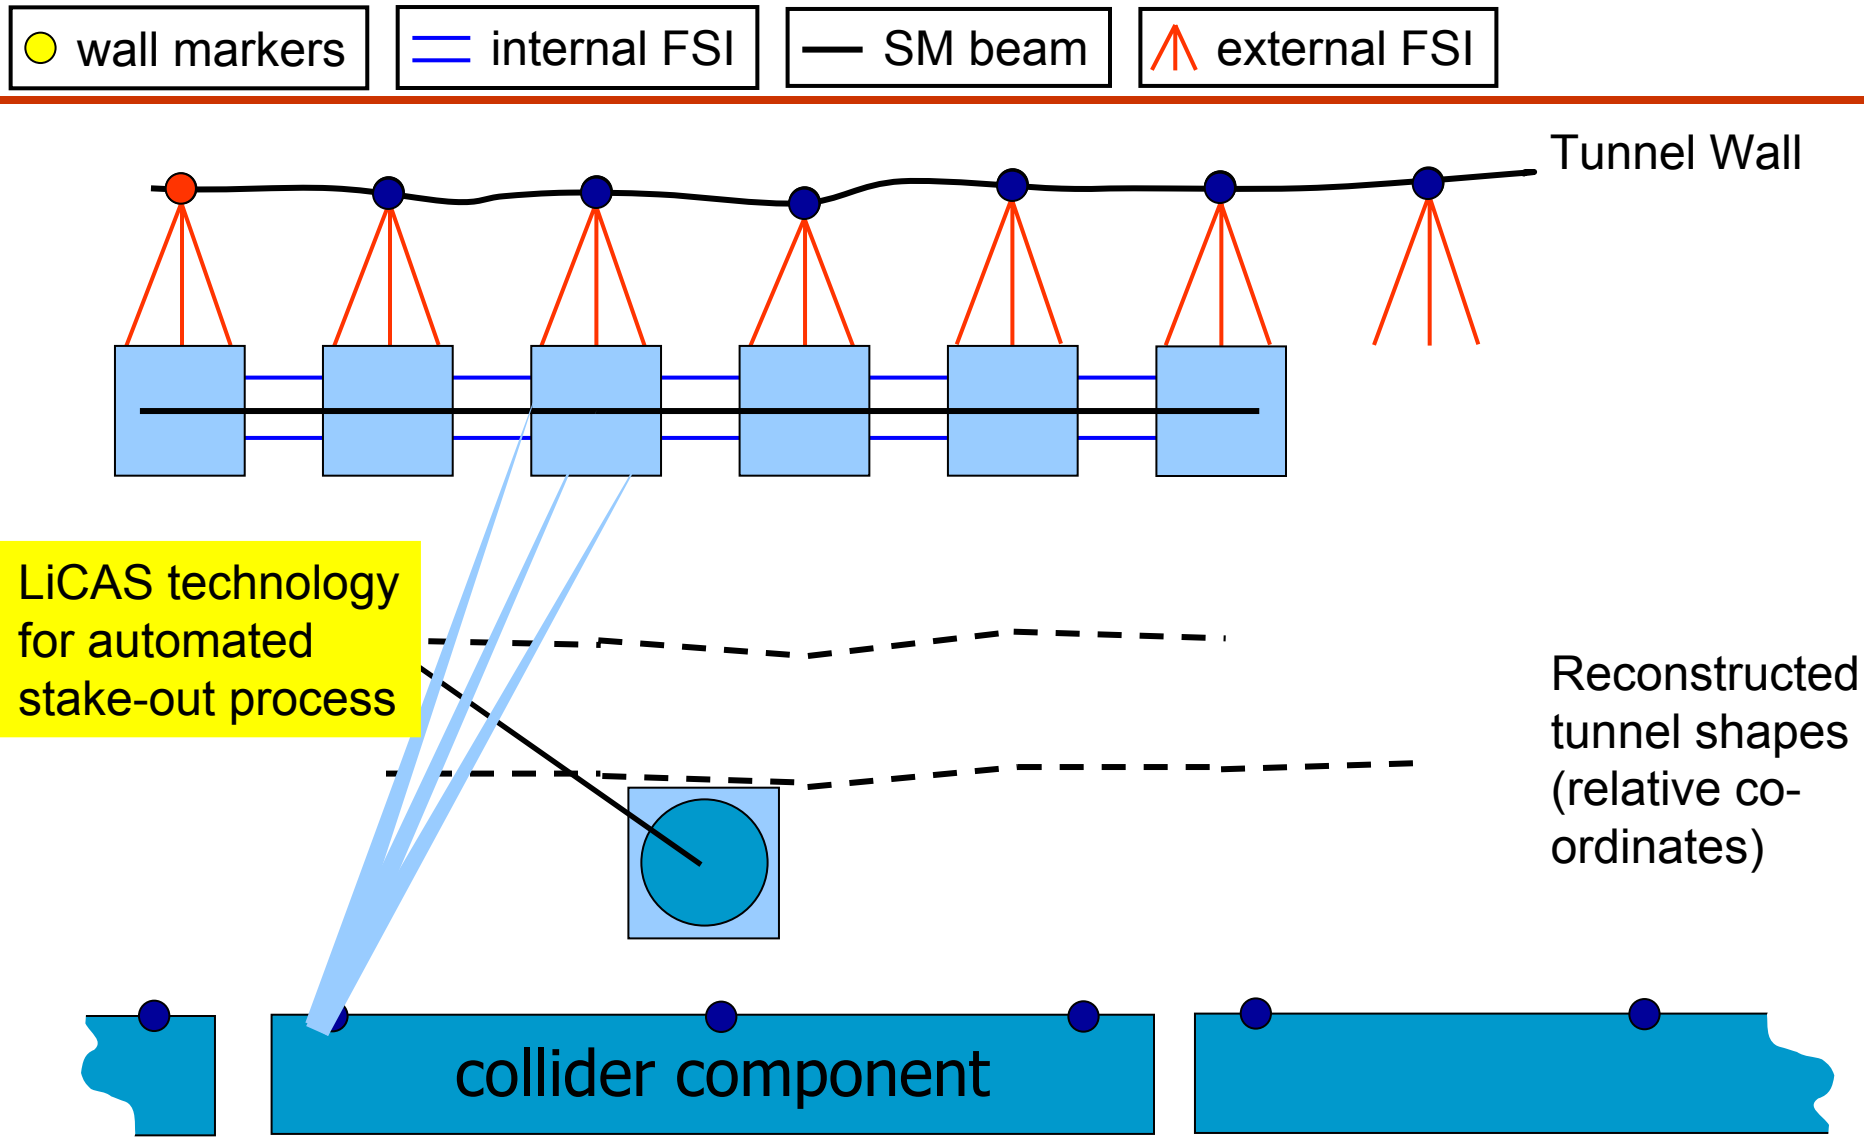 wall markers
internal FSI
SM beam
external FSI
Tunnel Wall
LiCAS technology
for automated
stake-out process
Reconstructed
tunnel shapes
(relative co-
ordinates)
collider component